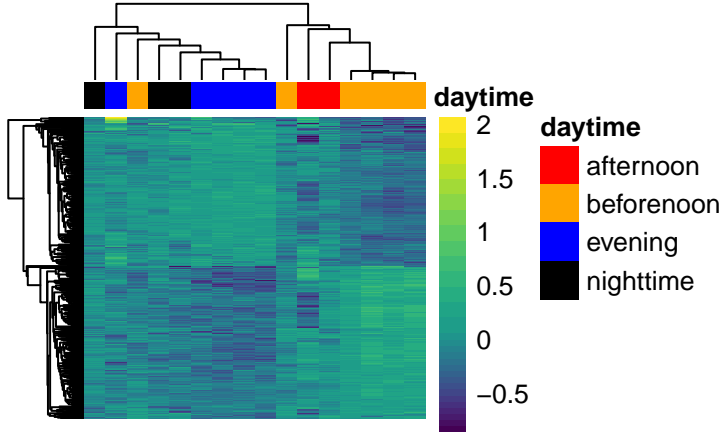 daytime
2
1.5
1
0.5
0
−0.5
daytime
afternoon
beforenoon
evening
nighttime